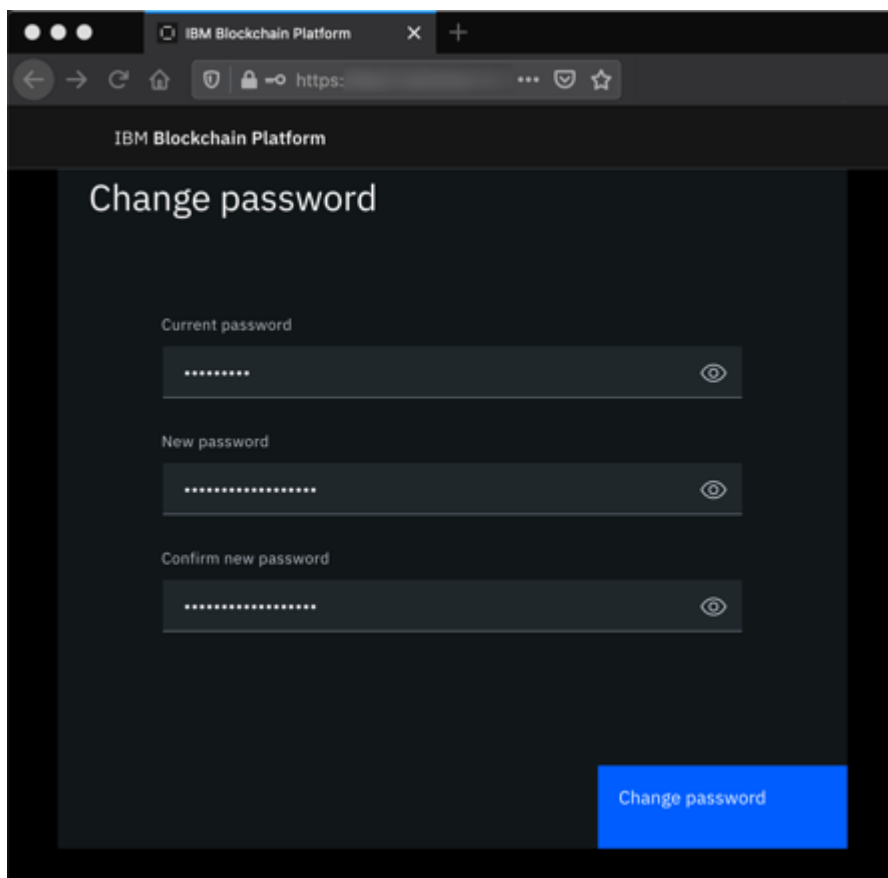 IBM Blockchain Platform
https:
IBM Blockchain Platform
Change password
Current password
•••••••••
New password
••••••••••••••••••
Confirm new password
••••••••••••••••••
Change password